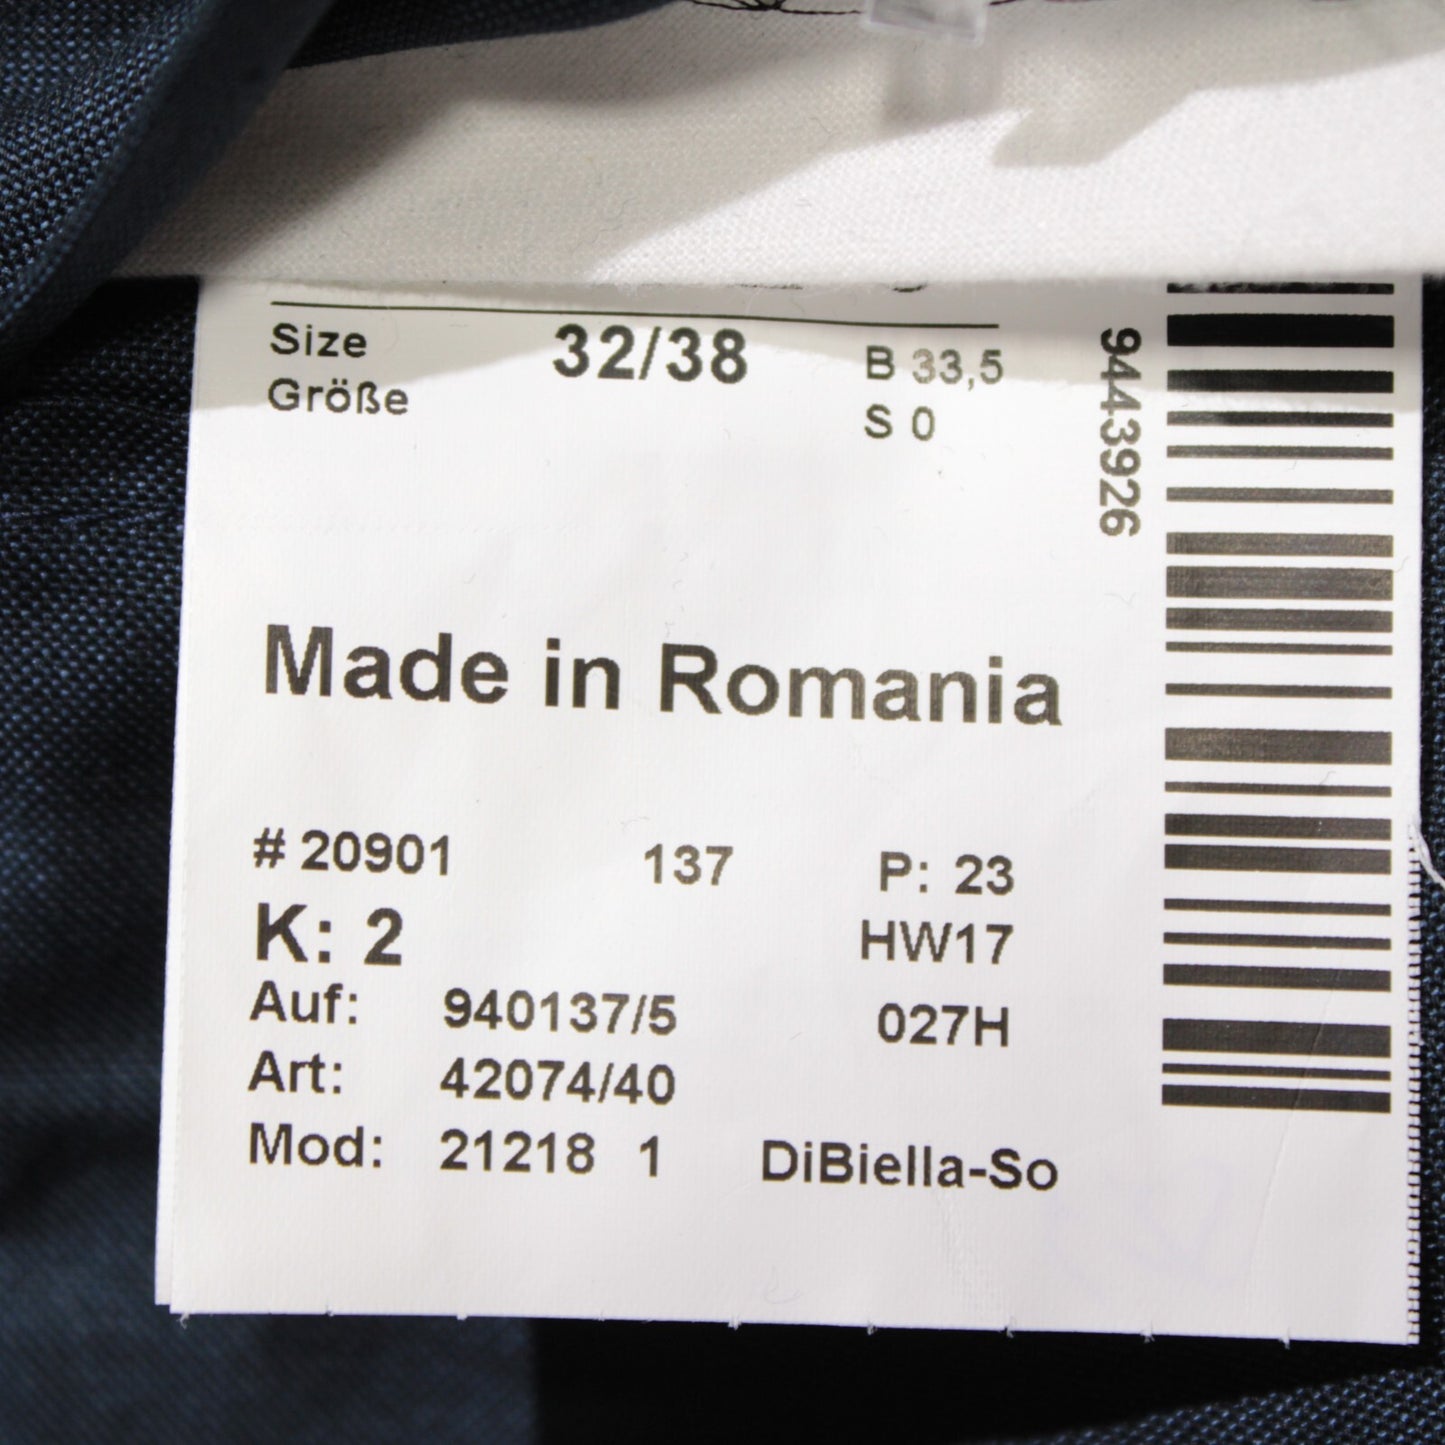 Size 32/38 B 33,5
Größe S 0
9443926
Made in Romania
# 20901 137 P: 23
K: 2 HW17
Auf: 940137/5 027H
Art: 42074/40
Mod: 21218 1 DiBiella-So